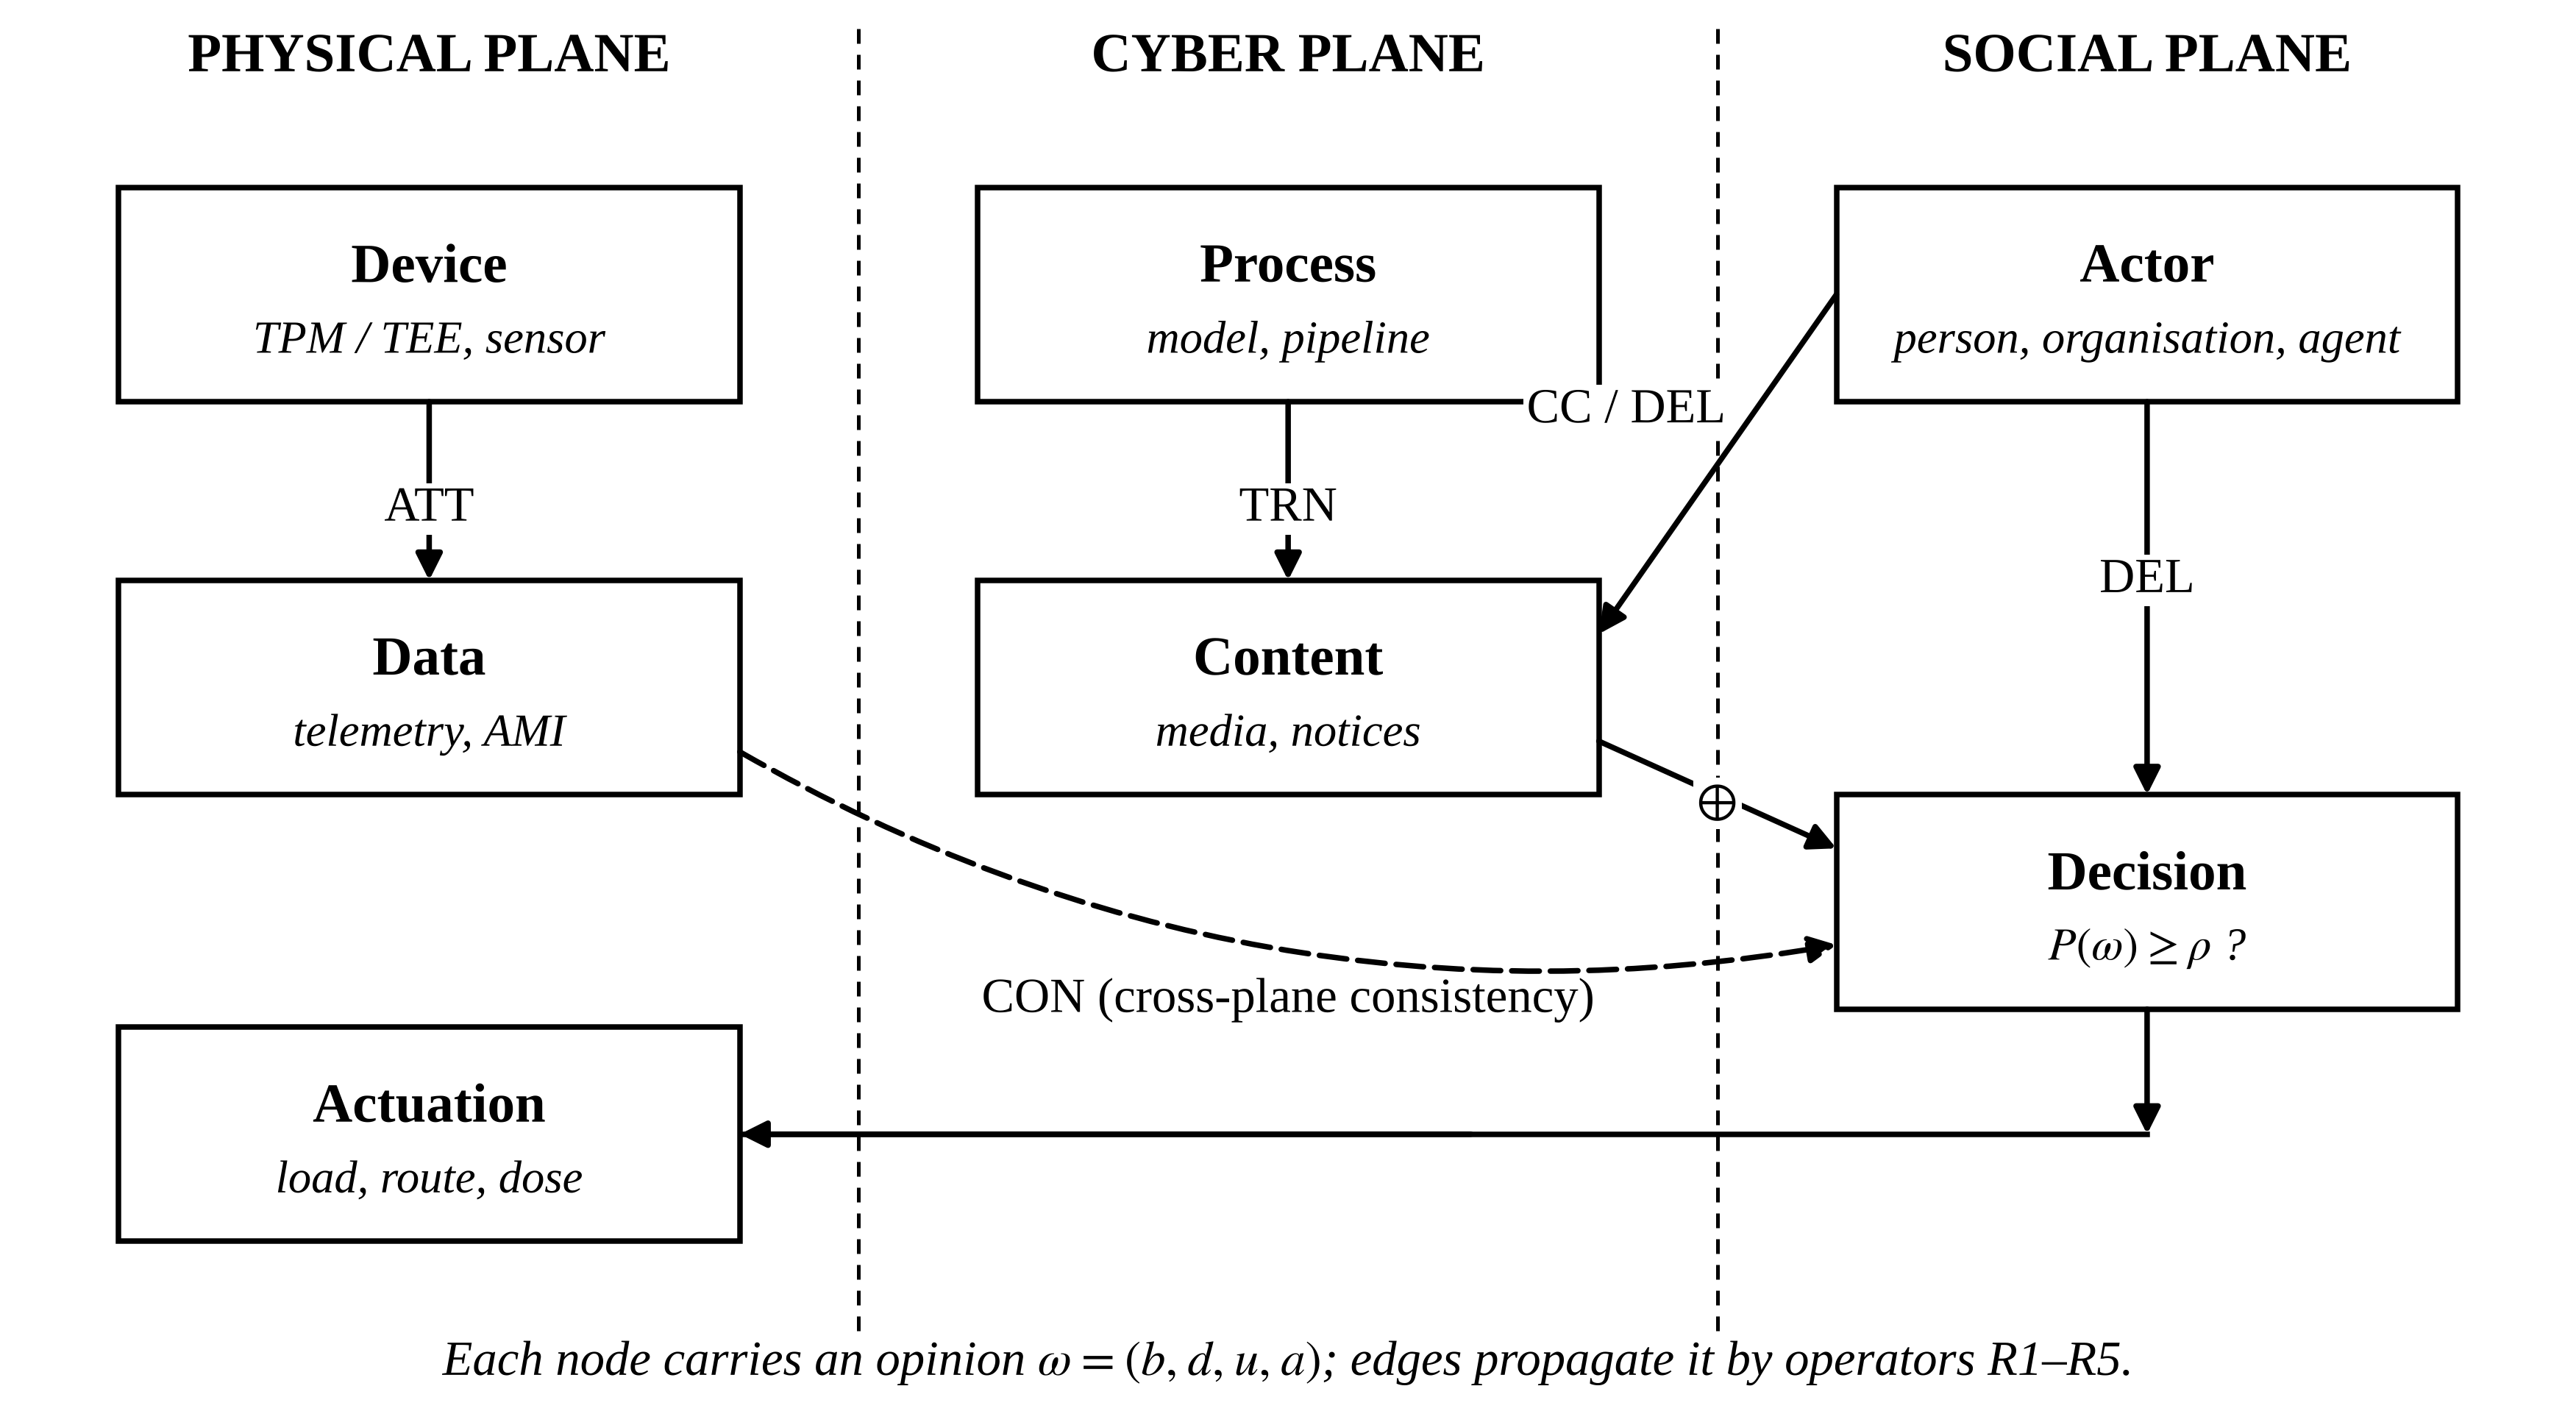 PHYSICAL PLANE
CYBER PLANE
SOCIAL PLANE
Device
TPM / TEE, sensor
Process
model, pipeline
Actor
person, organisation, agent
CC / DEL
ATT
TRN
DEL
Data
telemetry, AMI
Content
media, notices
⊕
Decision
P(ω) ≥ ρ ?
CON (cross-plane consistency)
Actuation
load, route, dose
Each node carries an opinion ω = (b, d, u, a); edges propagate it by operators R1–R5.